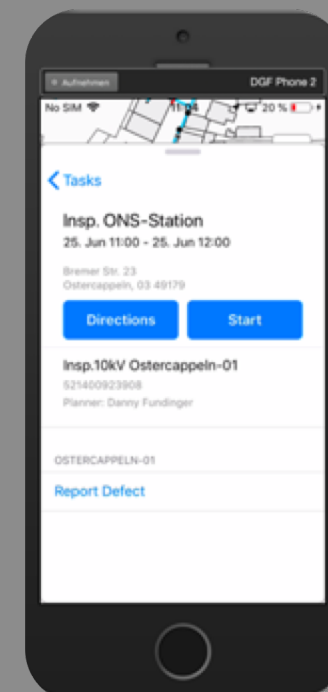 Aufnehmen
DGF Phone 2
No SIM 11:04 20 %
Tasks
Insp. ONS-Station
25. Jun 11:00 - 25. Jun 12:00
Bremer Str. 23
Ostercappeln, 03 49179
Directions
Start
Insp.10kV Ostercappeln-01
521400923908
Planner: Danny Fundinger
OSTERCAPPELN-01
Report Defect